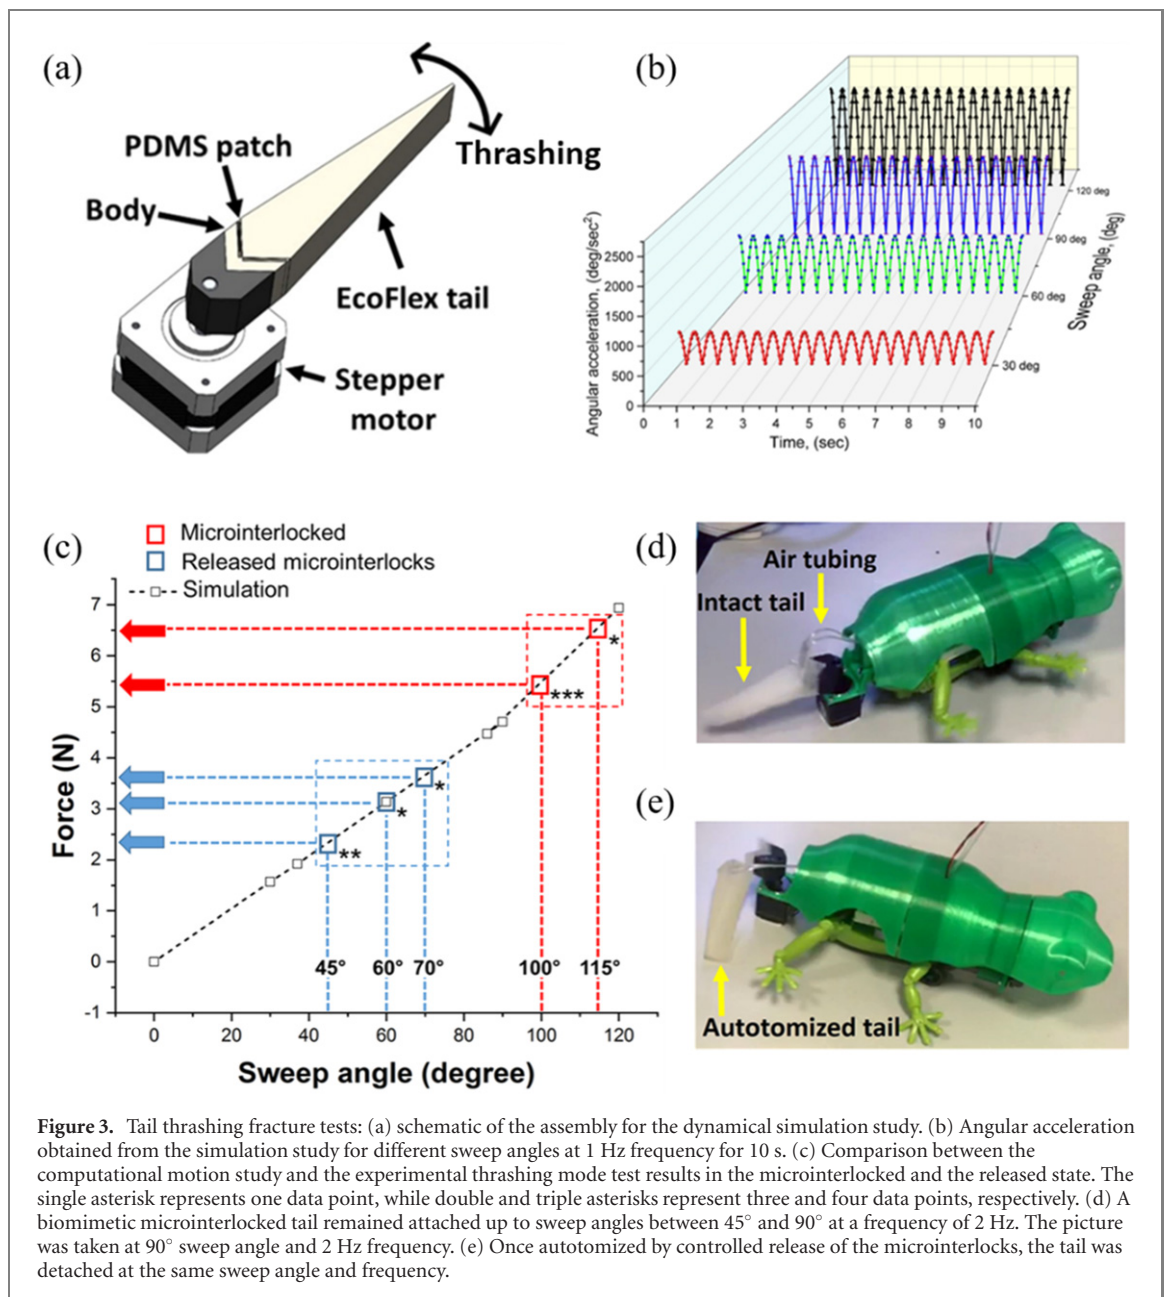 (a)
PDMS patch
Body
Thrashing
EcoFlex tail
Stepper
motor
(b)
Angular acceleration, (deg/sec²)
2500
2000
1500
1000
500
0
0 1 2 3 4 5 6 7 8 9 10
Time, (sec)
120 deg
90 deg
60 deg
30 deg
Sweep angle, (deg)
(c)
Microinterlocked
Released microinterlocks
Simulation
Force (N)
7
6
5
4
3
2
1
0
-1
*
***
*
*
**
45° 60° 70° 100° 115°
0 20 40 60 80 100 120
Sweep angle (degree)
(d)
Air tubing
Intact tail
(e)
Autotomized tail
Figure 3. Tail thrashing fracture tests: (a) schematic of the assembly for the dynamical simulation study. (b) Angular acceleration
obtained from the simulation study for different sweep angles at 1 Hz frequency for 10 s. (c) Comparison between the
computational motion study and the experimental thrashing mode test results in the microinterlocked and the released state. The
single asterisk represents one data point, while double and triple asterisks represent three and four data points, respectively. (d) A
biomimetic microinterlocked tail remained attached up to sweep angles between 45° and 90° at a frequency of 2 Hz. The picture
was taken at 90° sweep angle and 2 Hz frequency. (e) Once autotomized by controlled release of the microinterlocks, the tail was
detached at the same sweep angle and frequency.